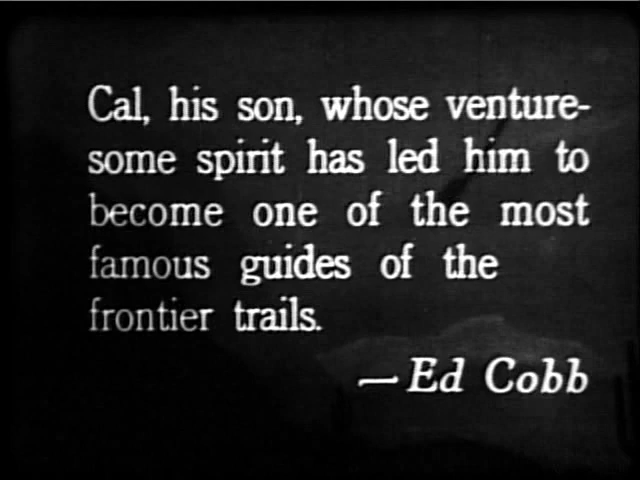 Cal, his son, whose venture-
some spirit has led him to
become one of the most
famous guides of the
frontier trails.
—Ed Cobb